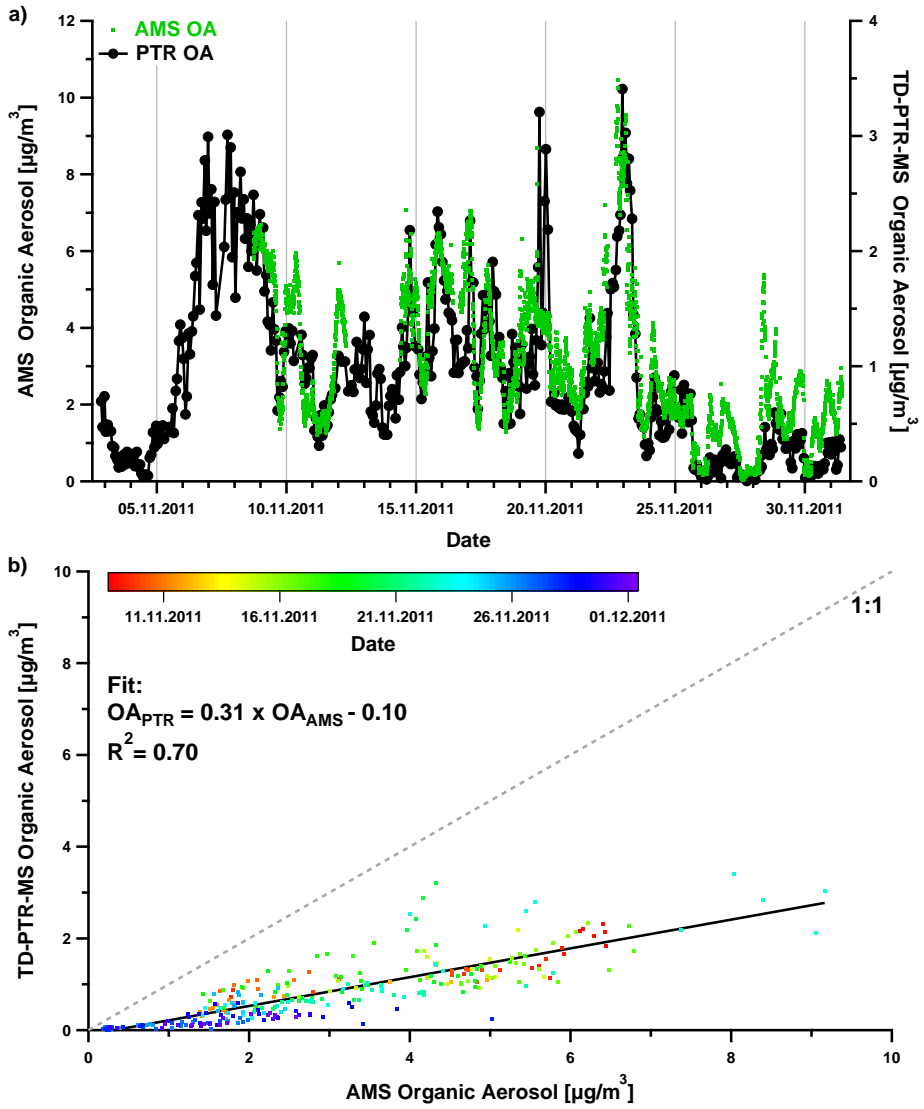 a)
AMS OA
PTR OA
12
10
8
6
4
2
0
AMS Organic Aerosol [µg/m³]
4
3
2
1
0
TD-PTR-MS Organic Aerosol [µg/m³]
05.11.2011 10.11.2011 15.11.2011 20.11.2011 25.11.2011 30.11.2011
Date
b)
10
8
6
4
2
0
TD-PTR-MS Organic Aerosol [µg/m³]
11.11.2011 16.11.2011 21.11.2011 26.11.2011 01.12.2011
Date
1:1
Fit:
OA_PTR = 0.31 x OA_AMS - 0.10
R² = 0.70
0 2 4 6 8 10
AMS Organic Aerosol [µg/m³]